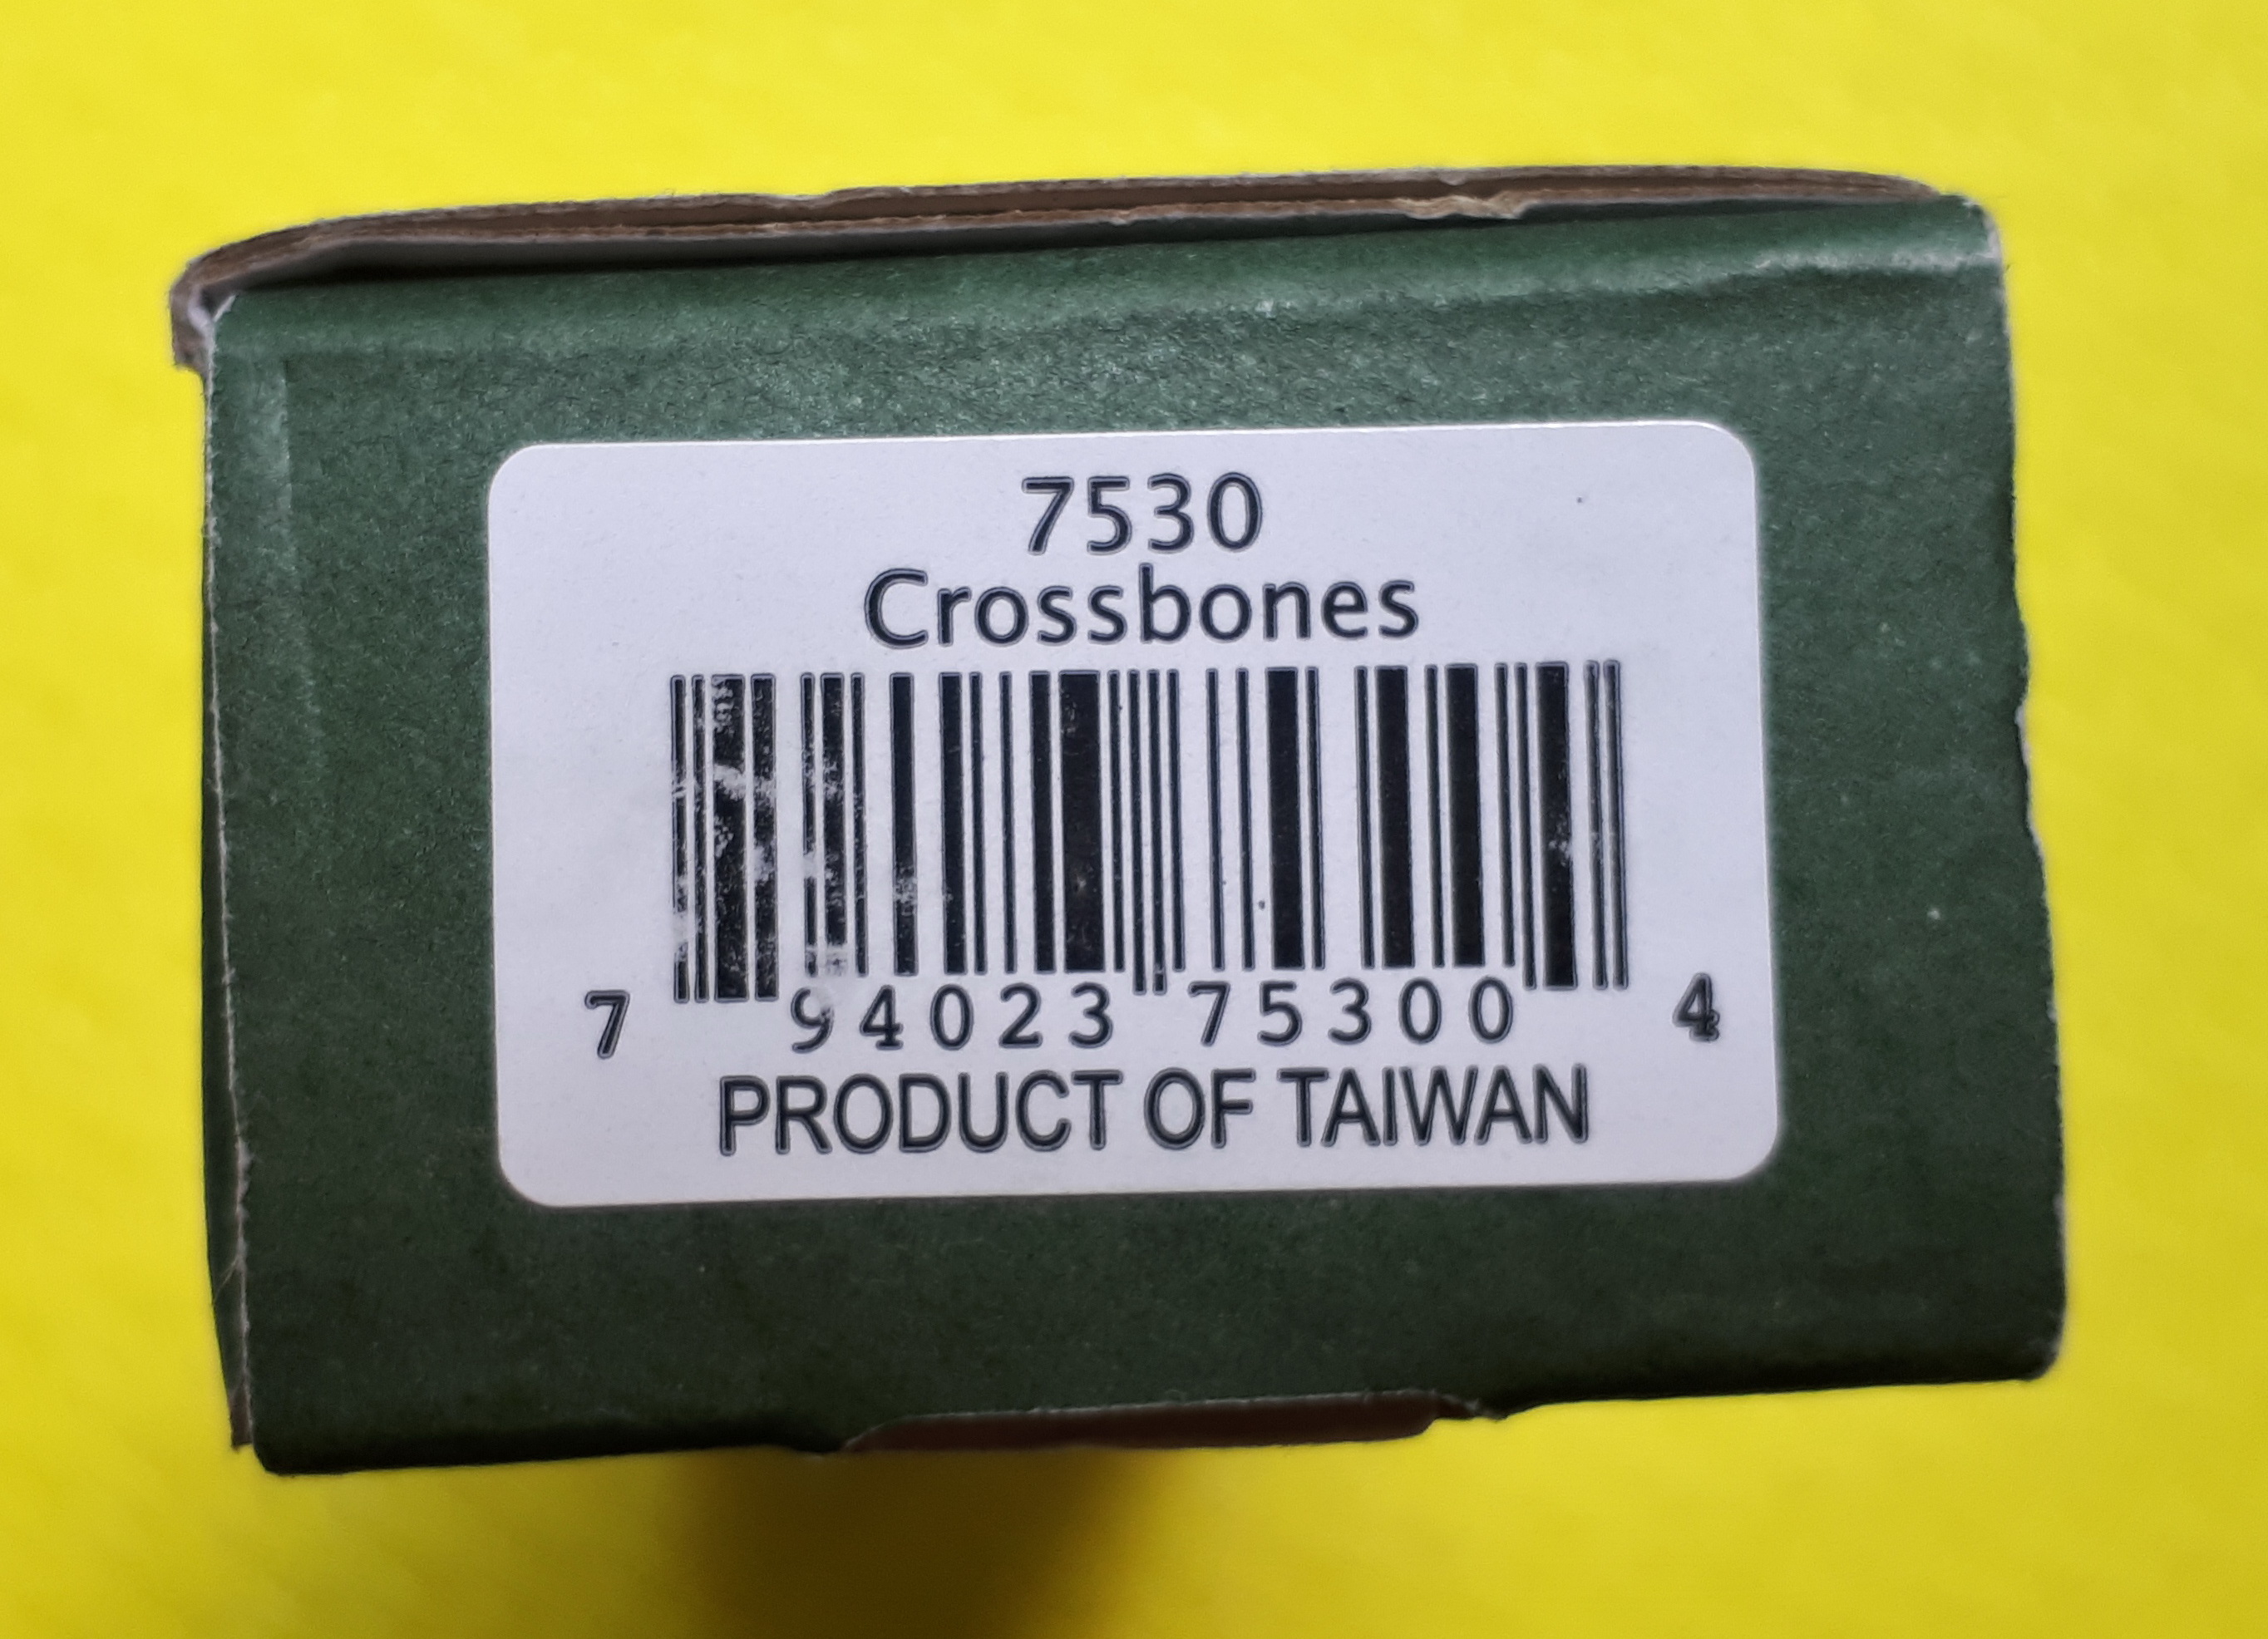 7530
Crossbones
7 94023 75300 4
PRODUCT OF TAIWAN